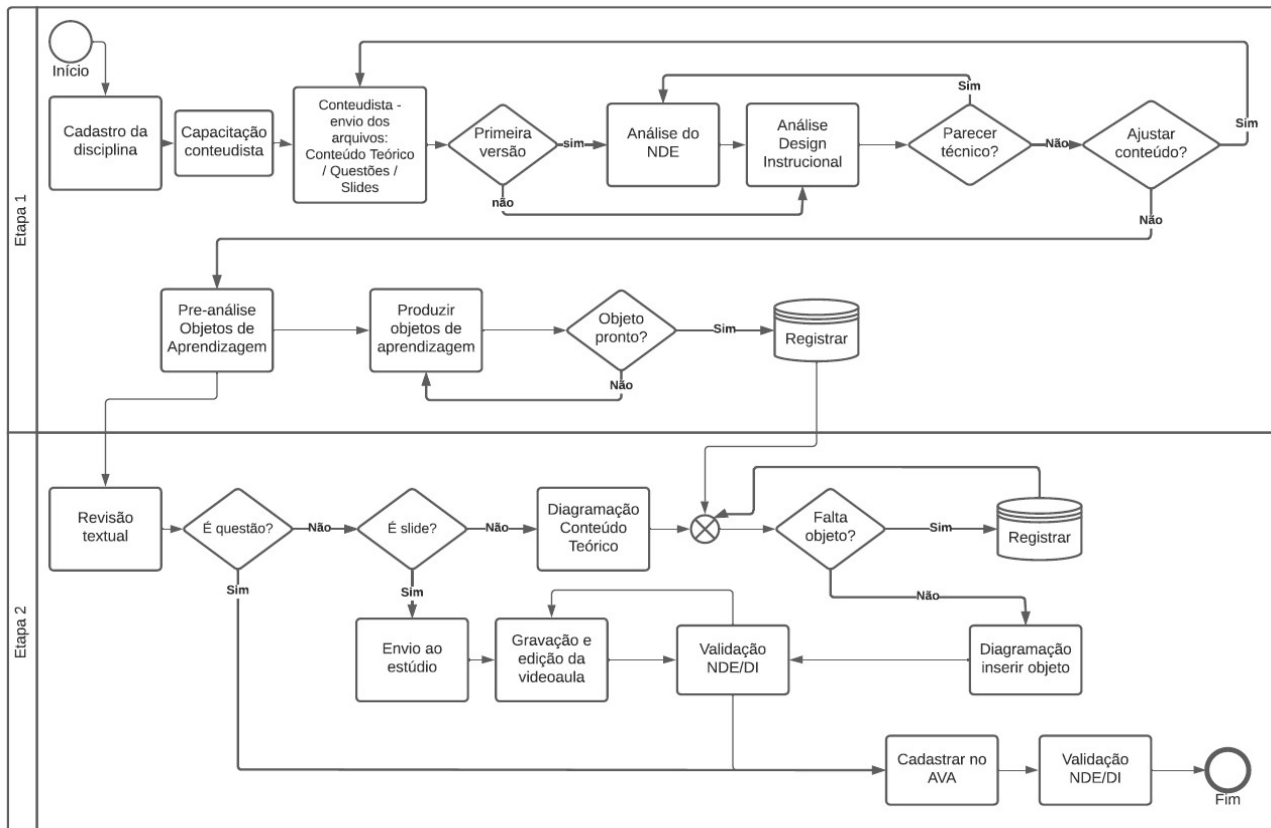 Etapa 1
Início
Cadastro da
disciplina
Capacitação
conteudista
Conteudista -
envio dos
arquivos:
Conteúdo Teórico
/ Questões /
Slides
Primeira
versão
sim
não
Análise do
NDE
Análise
Design
Instrucional
Sim
Parecer
técnico?
Não
Ajustar
conteúdo?
Sim
Não
Pre-análise
Objetos de
Aprendizagem
Produzir
objetos de
aprendizagem
Objeto
pronto?
Sim
Não
Registrar
Etapa 2
Revisão
textual
É questão?
Não
Sim
É slide?
Não
Sim
Diagramação
Conteúdo
Teórico
Falta
objeto?
Sim
Não
Registrar
Envio ao
estúdio
Gravação e
edição da
videoaula
Validação
NDE/DI
Diagramação
inserir objeto
Cadastrar no
AVA
Validação
NDE/DI
Fim